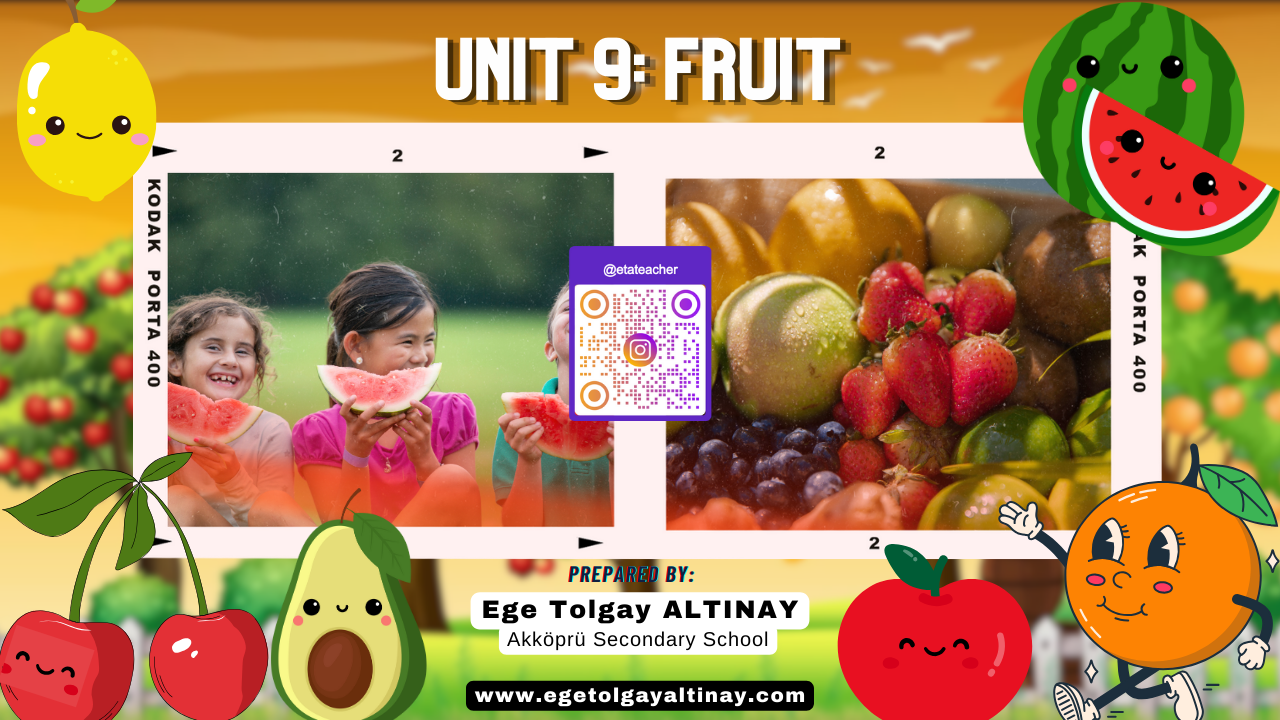 UNIT 9: FRUIT
2
2
KODAK PORTA 400
@etateacher
AK PORTA 400
2
PREPARED BY:
Ege Tolgay ALTINAY
Akköprü Secondary School
www.egetolgayaltinay.com